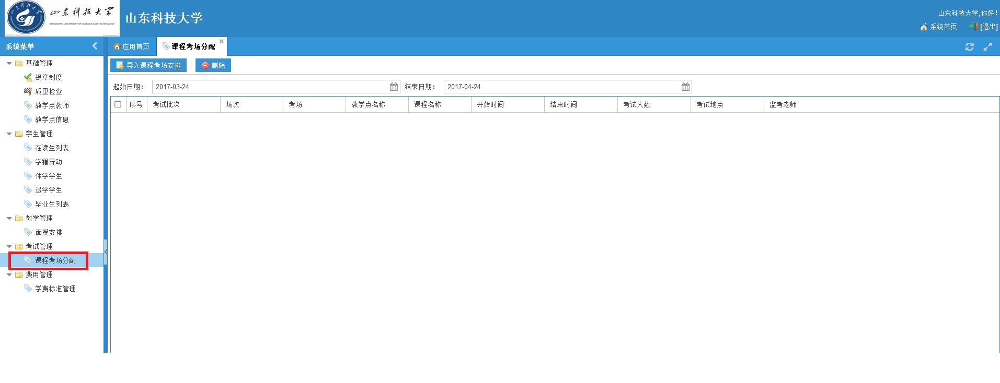 山东科技大学
SHANDONG UNIVERSITY OF SCIENCE AND TECHNOLOGY
山东科技大学
山东科技大学,你好!
系统首页 [退出]
系统菜单
应用首页 课程考场分配
导入课程考场安排 删除
起始日期: 2017-03-24 结束日期: 2017-04-24
序号 考试批次 场次 考场 教学点名称 课程名称 开始时间 结束时间 考试人数 考试地点 监考老师
基础管理
规章制度
质量检查
教学点教师
教学点信息
学生管理
在读生列表
学籍异动
休学学生
退学学生
毕业生列表
教学管理
面授安排
考试管理
课程考场分配
费用管理
学费标准管理